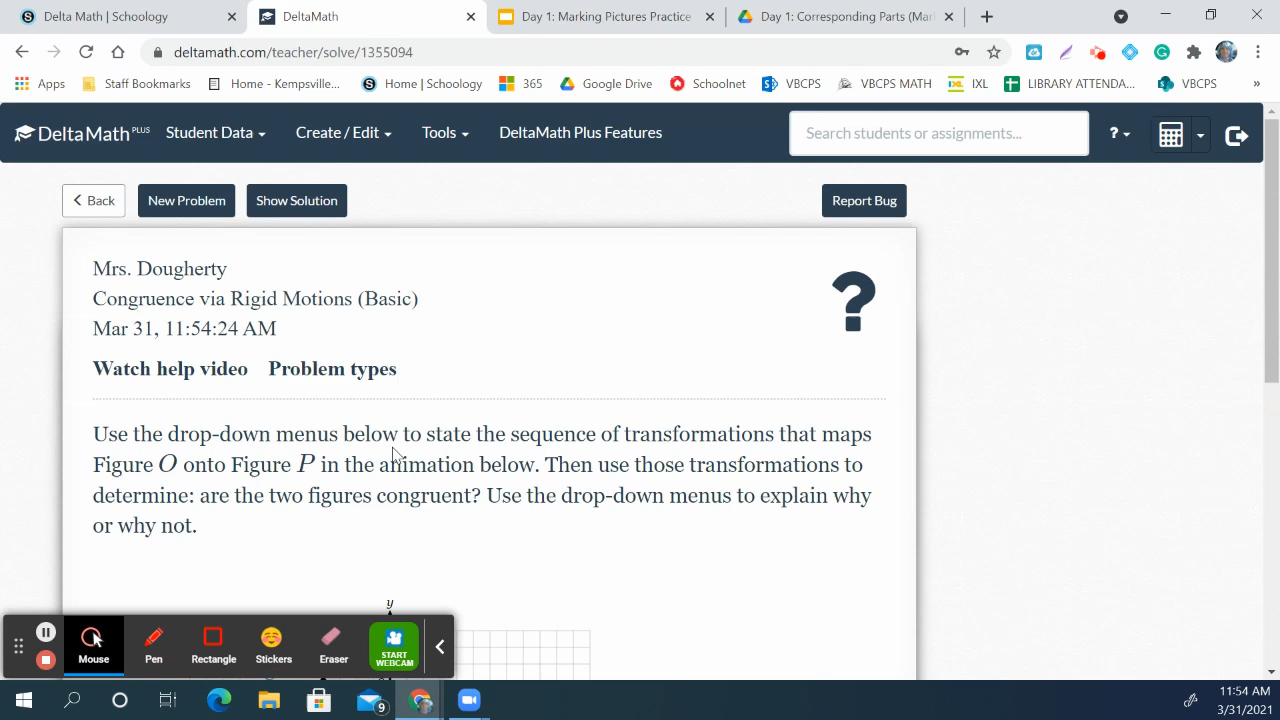 Delta Math | Schoology
DeltaMath
Day 1: Marking Pictures Practice
Day 1: Corresponding Parts (Mar
deltamath.com/teacher/solve/1355094
Apps
Staff Bookmarks
Home - Kempsville...
Home | Schoology
365
Google Drive
Schoolnet
VBCPS
VBCPS MATH
IXL
LIBRARY ATTENDA...
VBCPS
»
DeltaMath PLUS
Student Data
Create / Edit
Tools
DeltaMath Plus Features
Search students or assignments...
?
Back
New Problem
Show Solution
Report Bug
Mrs. Dougherty
Congruence via Rigid Motions (Basic)
Mar 31, 11:54:24 AM
?
Watch help video Problem types
Use the drop-down menus below to state the sequence of transformations that maps
Figure O onto Figure P in the animation below. Then use those transformations to
determine: are the two figures congruent? Use the drop-down menus to explain why
or why not.
y
Mouse
Pen
Rectangle
Stickers
Eraser
START
WEBCAM
9
11:54 AM
3/31/2021